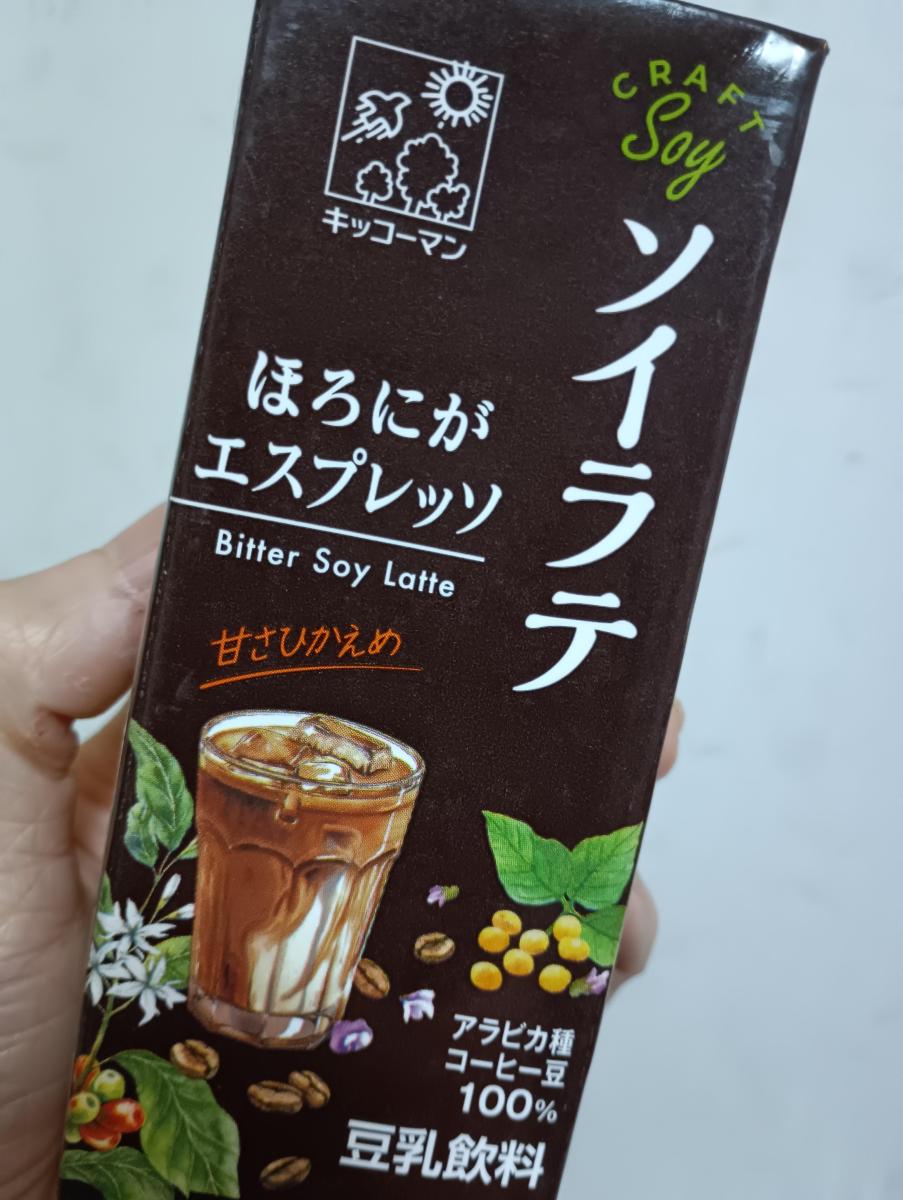 キッコーマン
CRAFT
Soy
ソイラテ
ほろにが
エスプレッソ
Bitter Soy Latte
甘さひかえめ
アラビカ種
コーヒー豆
100%
豆乳飲料